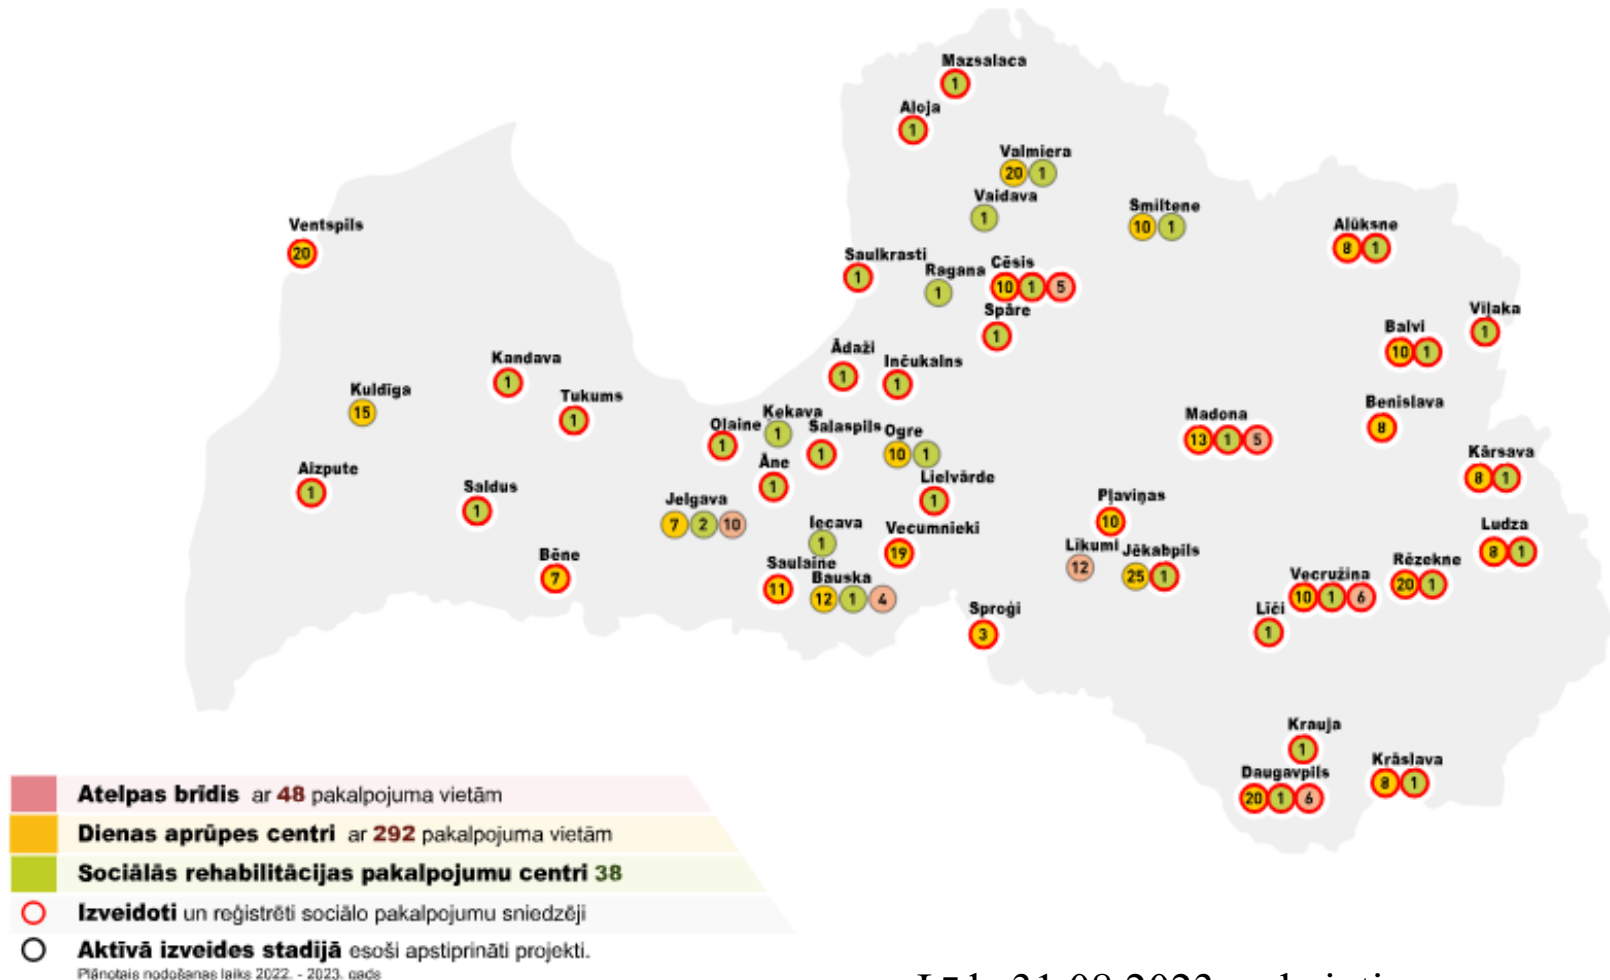 Mazsalaca
1
Aloja
1
Valmiera
20 1
Vaidava
1
Smiltene
10 1
Alūksne
8 1
Ventspils
20
Saulkrasti
1
Ragana
1
Cēsis
10 1 5
Spāre
1
Viļaka
1
Balvi
10 1
Ādaži
1
Inčukalns
1
Kandava
1
Kuldīga
15
Tukums
1
Benislava
8
Madona
13 1 5
Olaine
1
Ķekava
1
Salaspils
1
Ogre
10 1
Kārsava
8 1
Aizpute
1
Saldus
1
Āne
1
Lielvārde
1
Jelgava
7 2 10
Pļaviņas
10
Iecava
1
Vecumnieki
19
Ludza
8 1
Līkumi
12
Jēkabpils
25 1
Rēzekne
20 1
Bēne
7
Saulaine
11
Bauska
12 1 4
Vecružina
10 1 6
Sproģi
3
Līči
1
Krauja
1
Daugavpils
20 1 6
Krāslava
8 1
Atelpas brīdis ar 48 pakalpojuma vietām
Dienas aprūpes centri ar 292 pakalpojuma vietām
Sociālās rehabilitācijas pakalpojumu centri 38
Izveidoti un reģistrēti sociālo pakalpojumu sniedzēji
Aktīvā izveides stadijā esoši apstiprināti projekti.
Plānotais nodošanas laiks 2022. - 2023. gads
31.08.2023